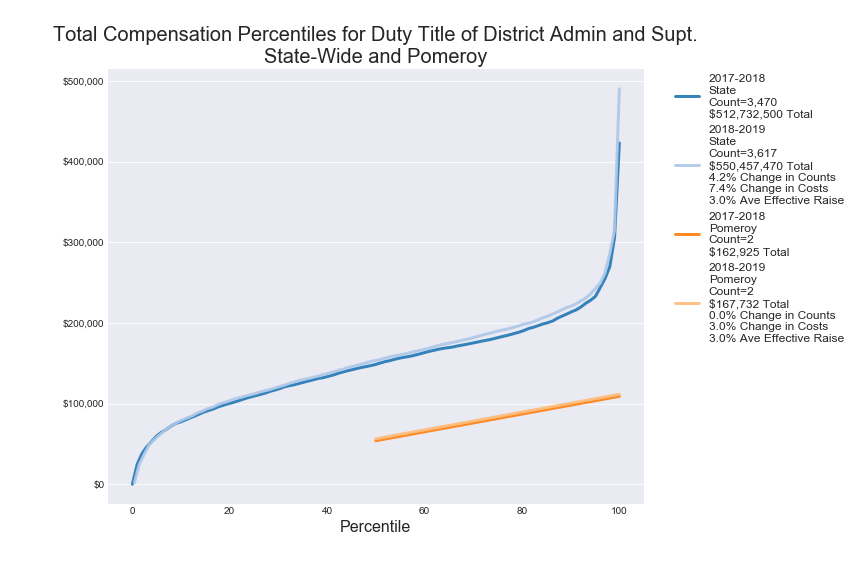 Total Compensation Percentiles for Duty Title of District Admin and Supt.
State-Wide and Pomeroy
$500,000
$400,000
$300,000
$200,000
$100,000
$0
0
20
40
60
80
100
Percentile
2017-2018
State
Count=3,470
$512,732,500 Total
2018-2019
State
Count=3,617
$550,457,470 Total
4.2% Change in Counts
7.4% Change in Costs
3.0% Ave Effective Raise
2017-2018
Pomeroy
Count=2
$162,925 Total
2018-2019
Pomeroy
Count=2
$167,732 Total
0.0% Change in Counts
3.0% Change in Costs
3.0% Ave Effective Raise